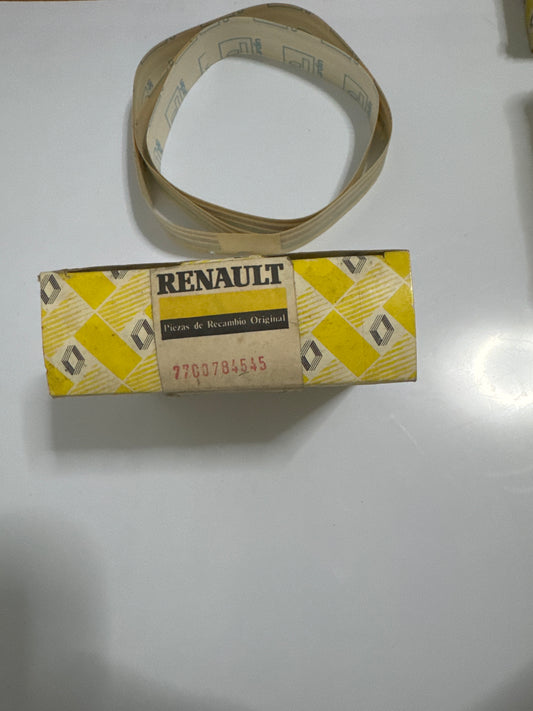 RENAULT
Piezas de Recambio Original
7700784545